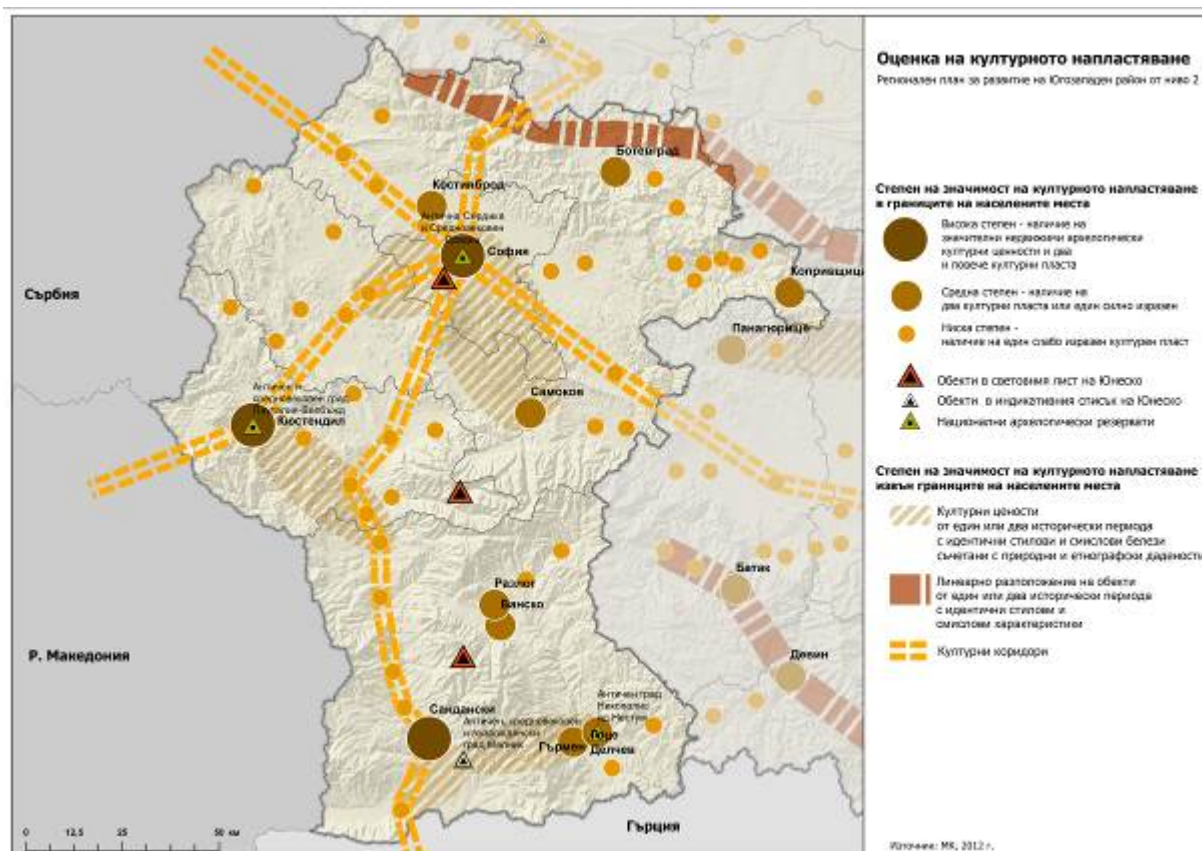 Оценка на културното напластяване
Регионален план за развитие на Югозападен район от ниво 2
Степен на значимост на културното напластяване
в границите на населените места
Висока степен - наличие на
значителни недвижими археологически
културни ценности и два
и повече културни пласта
Средна степен - наличие на
два културни пласта или един силно изразен
Ниска степен -
наличие на един слабо изразен културен пласт
Обекти в световния лист на Юнеско
Обекти в индикативния списък на Юнеско
Национални археологически резервати
Степен на значимост на културното напластяване
извън границите на населените места
Културни цености
от един или два исторически периода
с идентични стилови и смислови белези
съчетани с природни и етнографски дадености
Линеарно разположение на обекти
от един или два исторически периода
с идентични стилови и
смислови характеристики
Културни коридори
Източник: МК, 2012 г.
Ботевград
Костинброд
Антична Сердика
и Средновековен
София
Копривщица
Сърбия
Панагюрище
Античен и
средновековен град
Кюстендил
Самоков
Батак
Разлог
Банско
Р. Македония
Девин
Сандански
Античен град
Никополис
ад Нестум
Античен, средновековен
и възрожденски
град Мелник
Гоце
Делчев
Гърмен
Гърция
0 12,5 25 50 км